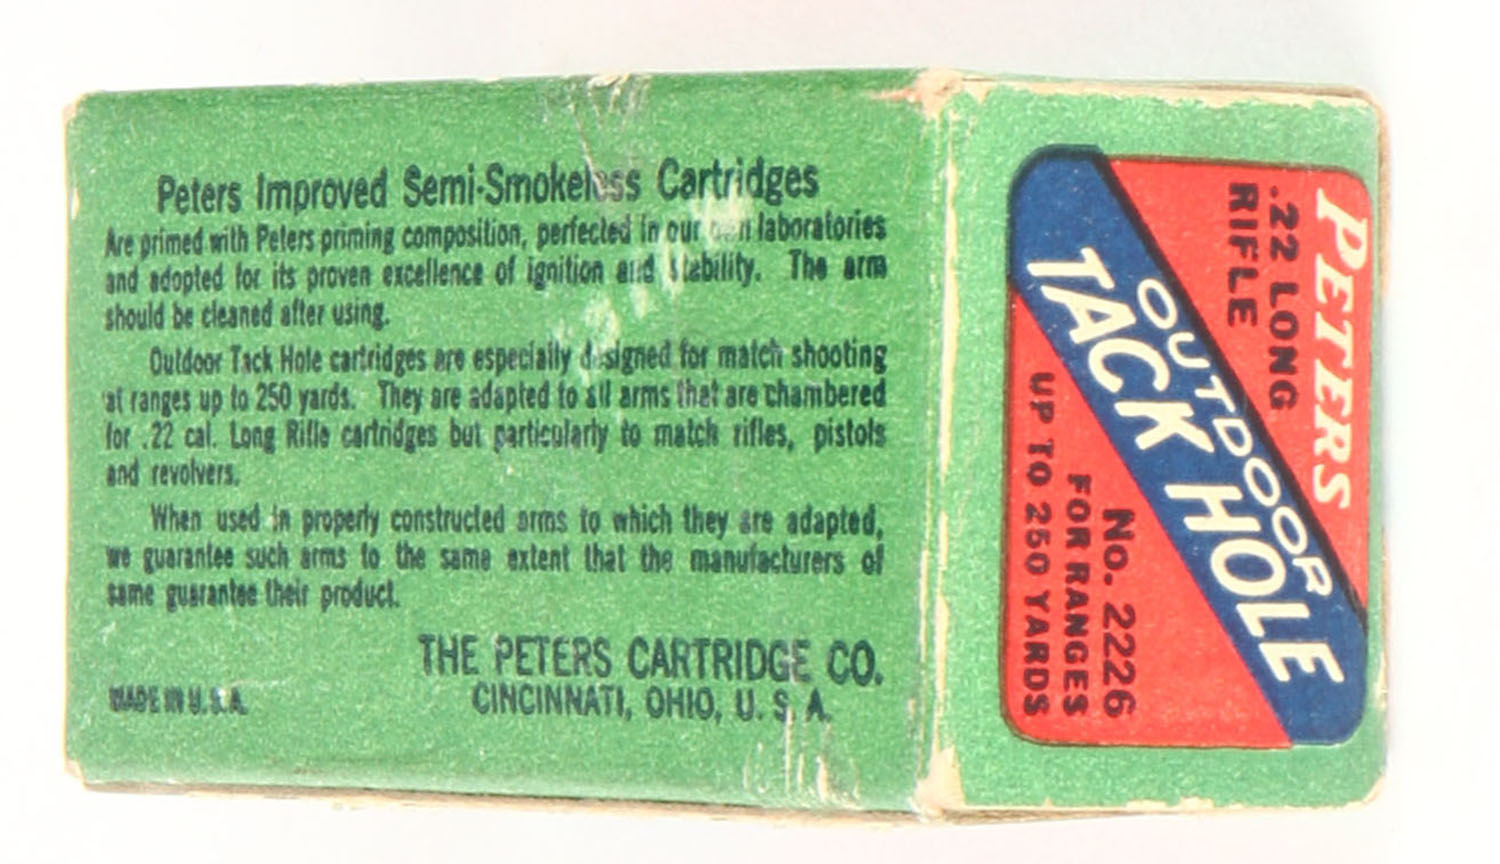 Peters Improved Semi-Smokeless Cartridges
Are primed with Peters priming composition, perfected in our own laboratories
and adopted for its proven excellence of ignition and stability. The arm
should be cleaned after using.
Outdoor Tack Hole cartridges are especially designed for match shooting
at ranges up to 250 yards. They are adapted to all arms that are chambered
for .22 cal. Long Rifle cartridges but particularly to match rifles, pistols
and revolvers.
When used in properly constructed arms to which they are adapted,
we guarantee such arms to the same extent that the manufacturers of
same guarantee their product.
THE PETERS CARTRIDGE CO.
MADE IN U.S.A. CINCINNATI, OHIO, U. S. A.
PETERS
.22 LONG
RIFLE
OUTDOOR
TACK HOLE
No. 2226
FOR RANGES
UP TO 250 YARDS